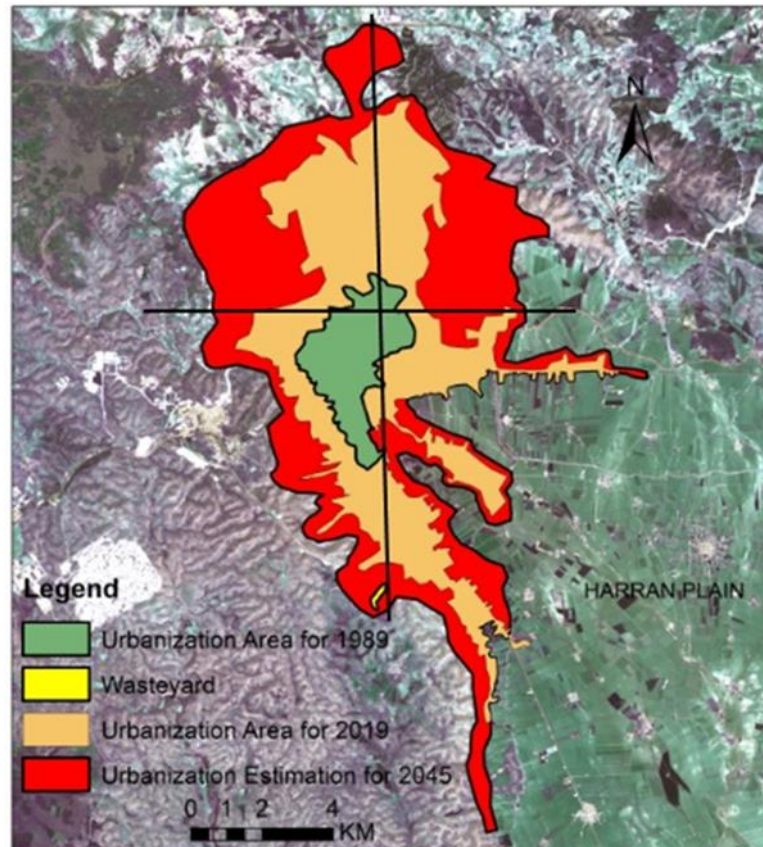 N
HARRAN PLAIN
Legend
Urbanization Area for 1989
Wasteyard
Urbanization Area for 2019
Urbanization Estimation for 2045
0 1 2 4
KM